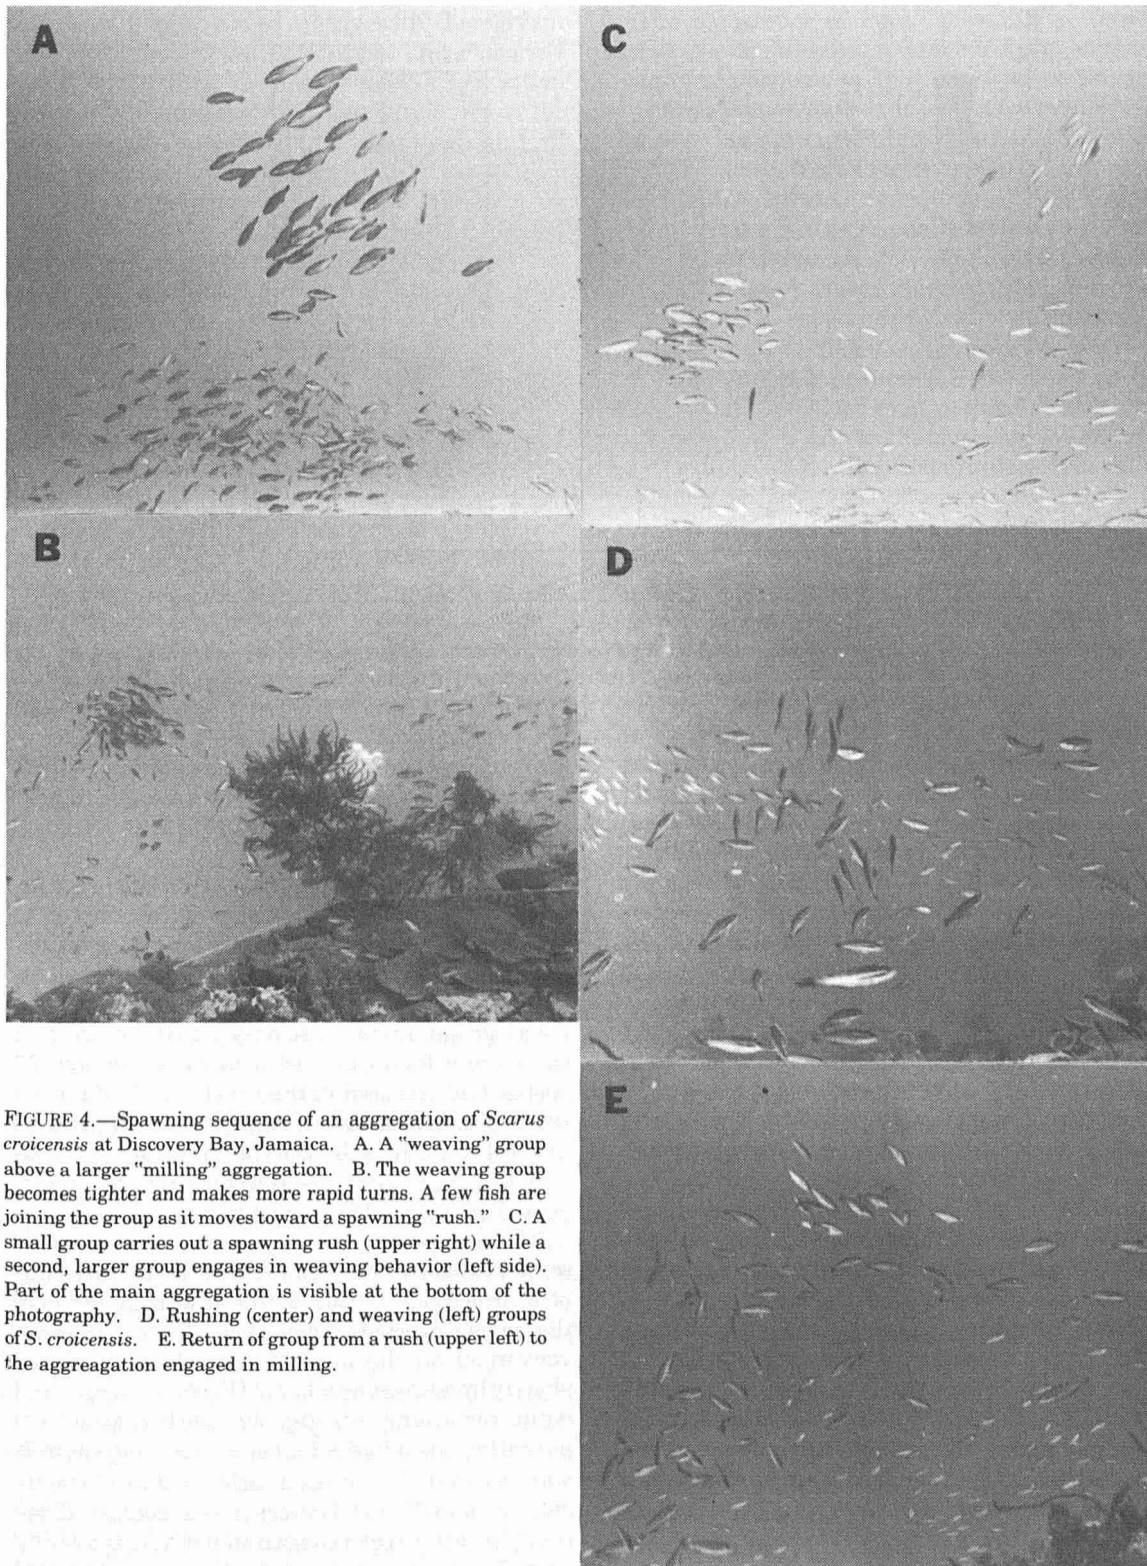 A
C
B
D
E
FIGURE 4.—Spawning sequence of an aggregation of Scarus
croicensis at Discovery Bay, Jamaica. A. A "weaving" group
above a larger "milling" aggregation. B. The weaving group
becomes tighter and makes more rapid turns. A few fish are
joining the group as it moves toward a spawning "rush." C. A
small group carries out a spawning rush (upper right) while a
second, larger group engages in weaving behavior (left side).
Part of the main aggregation is visible at the bottom of the
photography. D. Rushing (center) and weaving (left) groups
of S. croicensis. E. Return of group from a rush (upper left) to
the aggreagation engaged in milling.